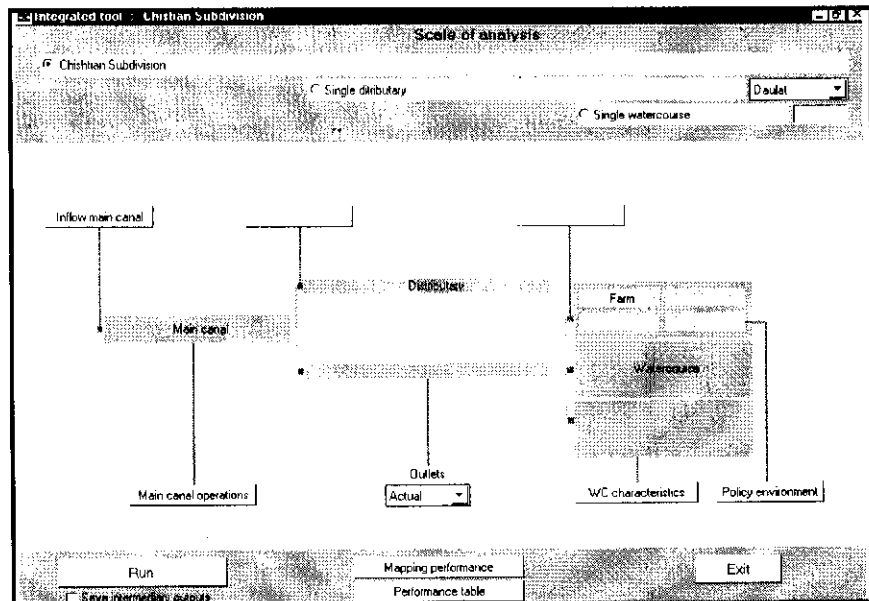 Integrated tool : Chistian Subdivision
Scale of analysis
Chishtian Subdivision
Single ditributary
Daulat
Single watercourse
Inflow main canal
Distributary
Farm
Main canal
Watercourse
Outlets
Main canal operations
Actual
WC characteristics
Policy environment
Run
Mapping performance
Exit
Save intermediary outputs
Performance table